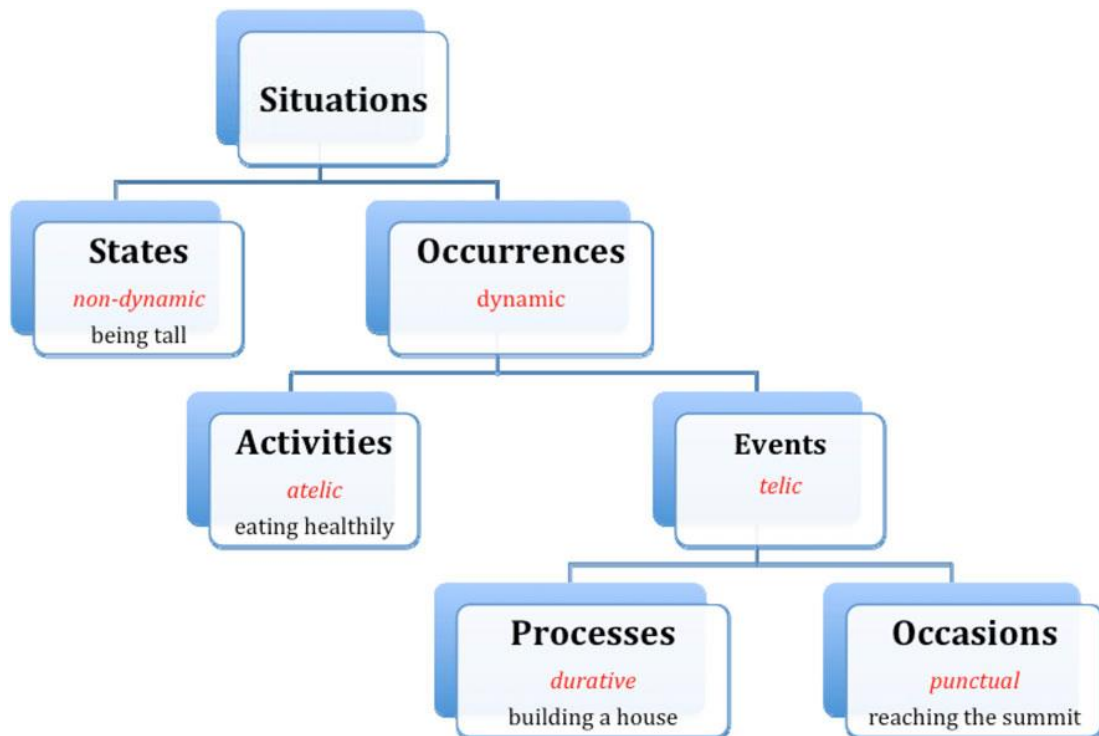 Situations
States
non-dynamic
being tall
Occurrences
dynamic
Activities
atelic
eating healthily
Events
telic
Processes
durative
building a house
Occasions
punctual
reaching the summit